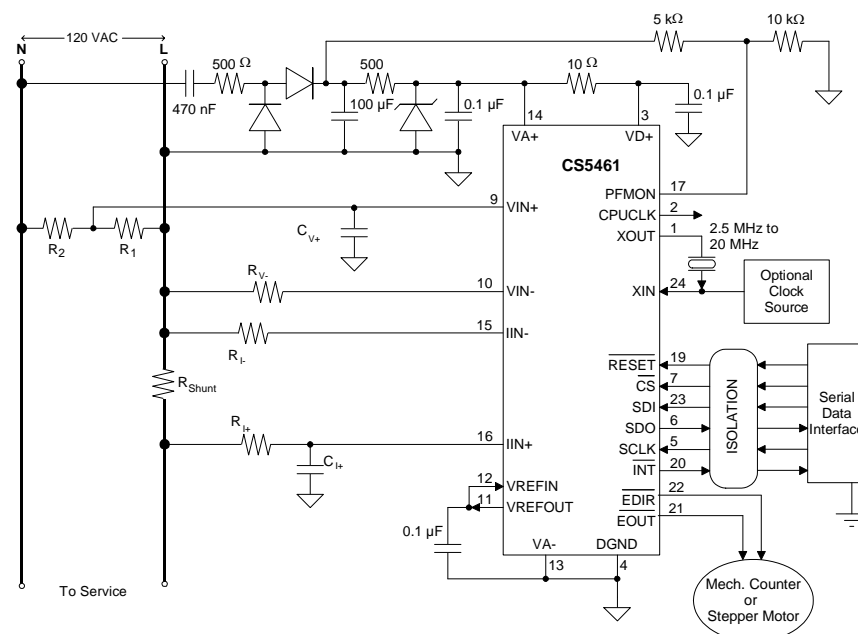 5 kΩ
10 kΩ
120 VAC
N
L
500 Ω
500
10 Ω
470 nF
100 µF
0.1 µF
0.1 µF
14
3
VA+
VD+
CS5461
PFMON
17
CPUCLK
2
XOUT
1
2.5 MHz to
20 MHz
9
VIN+
R2
R1
CV+
RV-
10
VIN-
XIN
24
Optional
Clock
Source
15
IIN-
RI-
RShunt
RESET
19
CS
7
SDI
23
SDO
6
SCLK
5
INT
20
ISOLATION
Serial
Data
Interface
RI+
16
IIN+
CI+
12
VREFIN
11
VREFOUT
EDIR
22
EOUT
21
0.1 µF
VA-
DGND
13
4
To Service
Mech. Counter
or
Stepper Motor